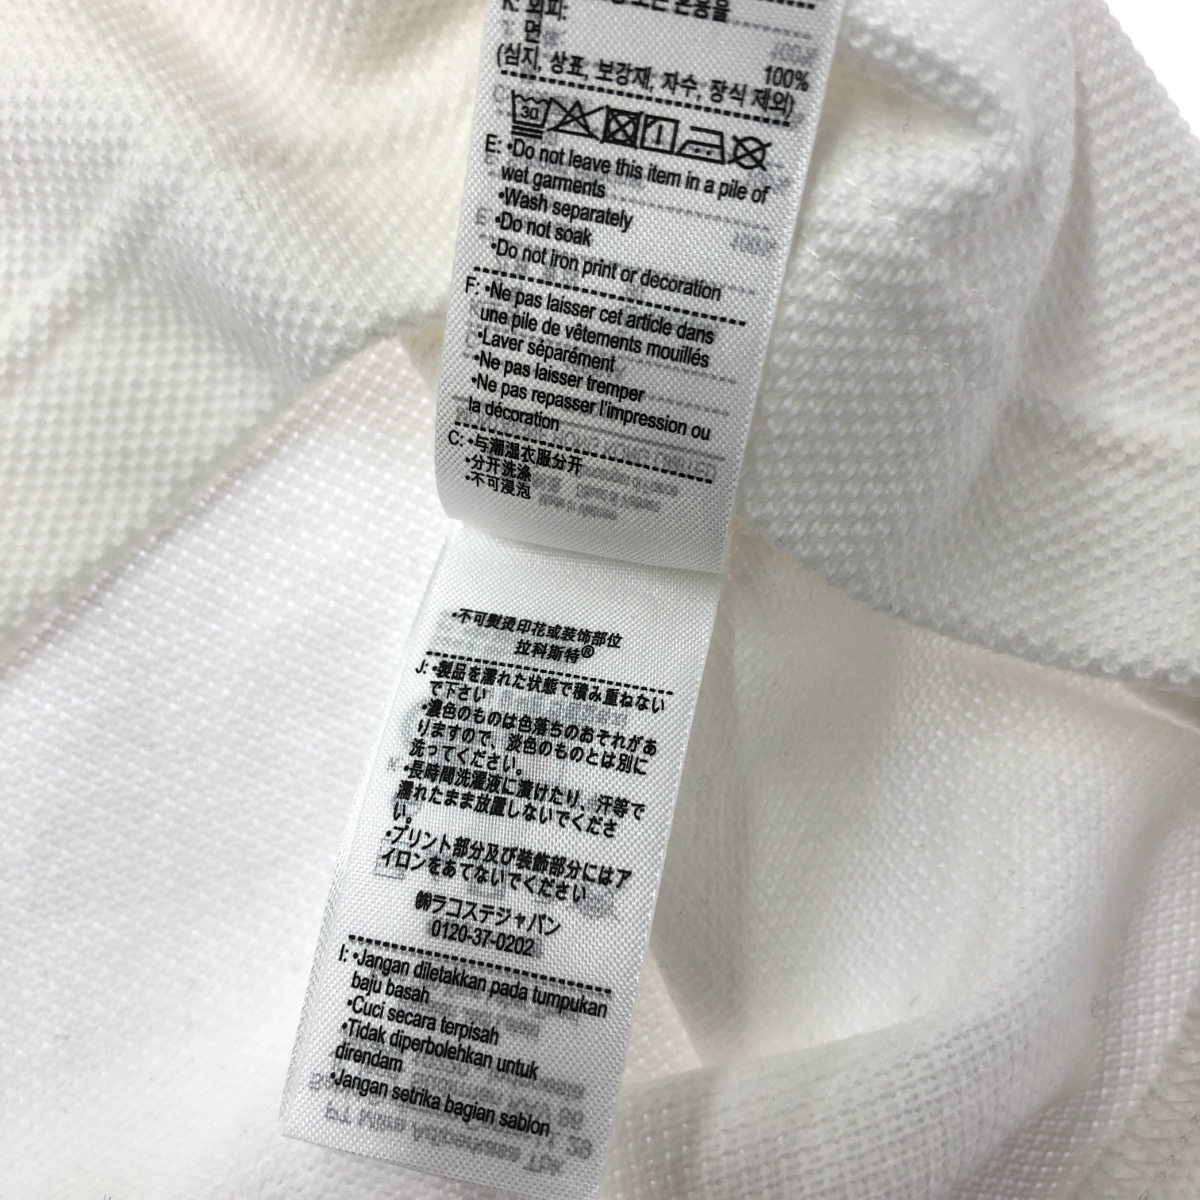 K: 외피:
면
100%
(심지, 상표, 보강재, 자수, 장식 제외)
30
E: •Do not leave this item in a pile of
wet garments
•Wash separately
•Do not soak
•Do not iron print or decoration
F: •Ne pas laisser cet article dans
une pile de vêtements mouillés
•Laver séparément
•Ne pas laisser tremper
•Ne pas repasser l'impression ou
la décoration
C: •与潮湿衣服分开
•分开洗涤
•不可浸泡
•不可熨烫印花或装饰部位
拉科斯特®
J: •製品を濡れた状態で積み重ねない
で下さい
•濃色のものは色落ちのおそれがあ
りますので、淡色のものとは別に
洗ってください。
•長時間洗濯液に漬けたり、汗等で
濡れたまま放置しないでくださ
い。
•プリント部分及び装飾部分にはア
イロンをあてないでください
㈱ラコステジャパン
0120-37-0202
I: •Jangan diletakkan pada tumpukan
baju basah
•Cuci secara terpisah
•Tidak diperbolehkan untuk
direndam
•Jangan setrika bagian sablon